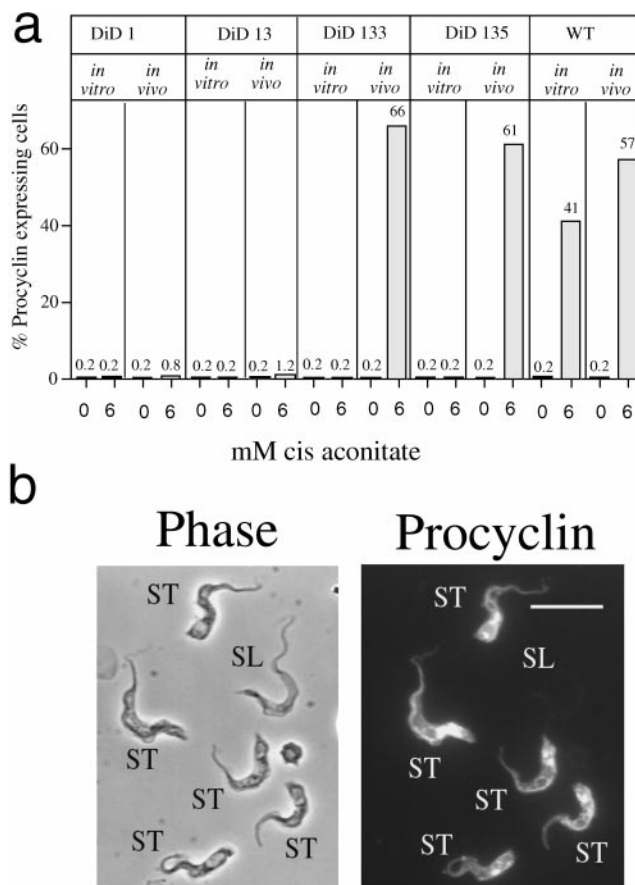 a
DiD 1 DiD 13 DiD 133 DiD 135 WT
in vitro in vivo in vitro in vivo in vitro in vivo in vitro in vivo in vitro in vivo
% Procyclin expressing cells
60
40
20
0
0.2 0.2 0.2 0.8 0.2 0.2 0.2 1.2 0.2 0.2 0.2 66 0.2 0.2 0.2 61 0.2 41 0.2 57
0 6 0 6 0 6 0 6 0 6 0 6 0 6 0 6 0 6 0 6
mM cis aconitate
b
Phase Procyclin
ST ST
SL SL
ST ST
ST ST
ST ST
ST ST